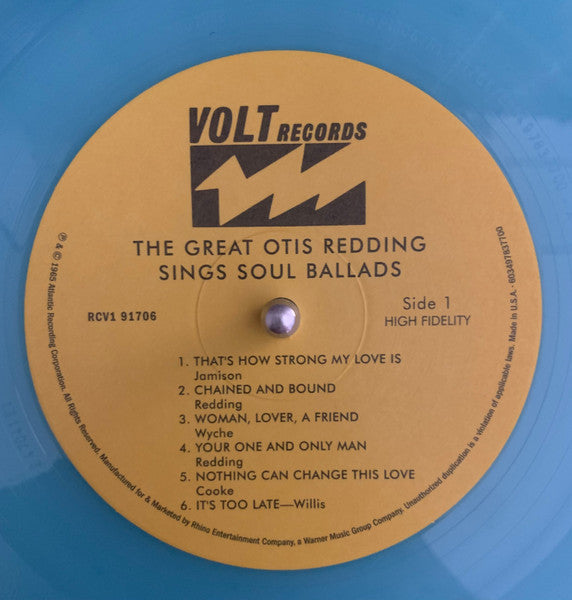 VOLT RECORDS
THE GREAT OTIS REDDING
SINGS SOUL BALLADS
RCV1 91706
Side 1
HIGH FIDELITY
1. THAT'S HOW STRONG MY LOVE IS
Jamison
2. CHAINED AND BOUND
Redding
3. WOMAN, LOVER, A FRIEND
Wyche
4. YOUR ONE AND ONLY MAN
Redding
5. NOTHING CAN CHANGE THIS LOVE
Cooke
6. IT'S TOO LATE—Willis
℗ & © 1965 Atlantic Recording Corporation. All Rights Reserved. Manufactured for & Marketed by Rhino Entertainment Company, a Warner Music Group Company. Unauthorized duplication is a violation of applicable laws. Made in U.S.A. · 603497837700